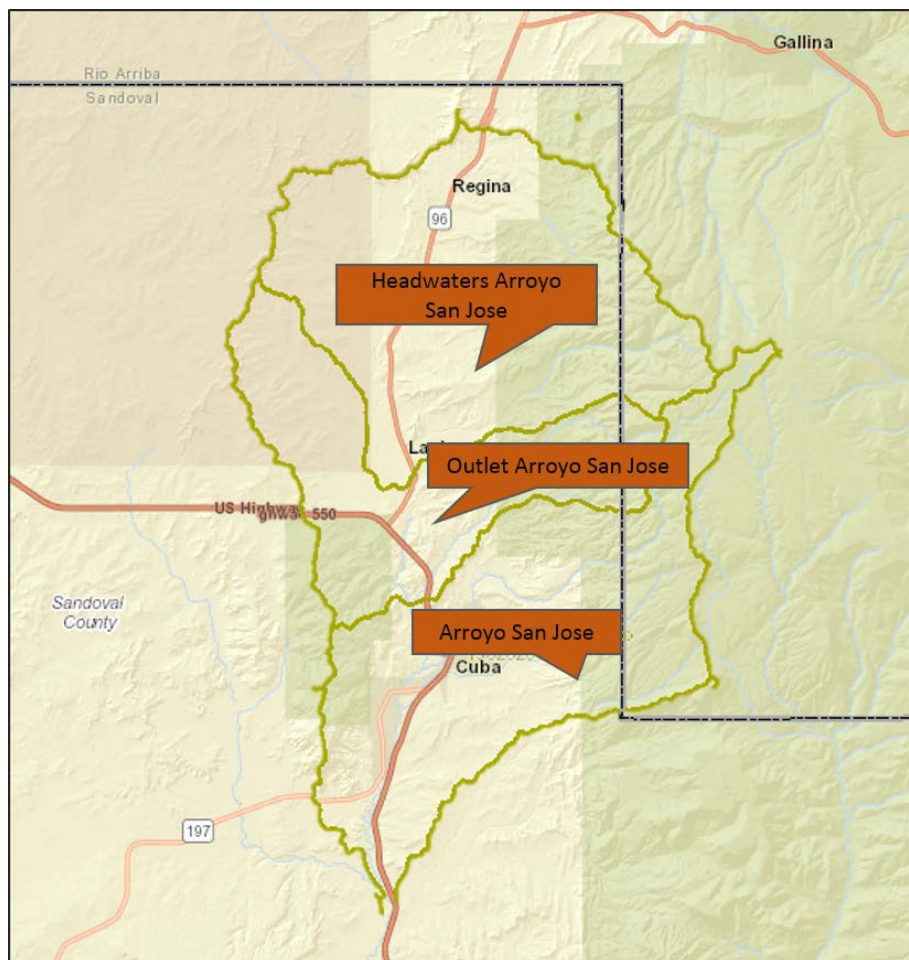 Gallina
Rio Arriba
Sandoval
Regina
96
Headwaters Arroyo
San Jose
Outlet Arroyo San Jose
US Highway
550
Sandoval
County
Arroyo San Jose
Cuba
197